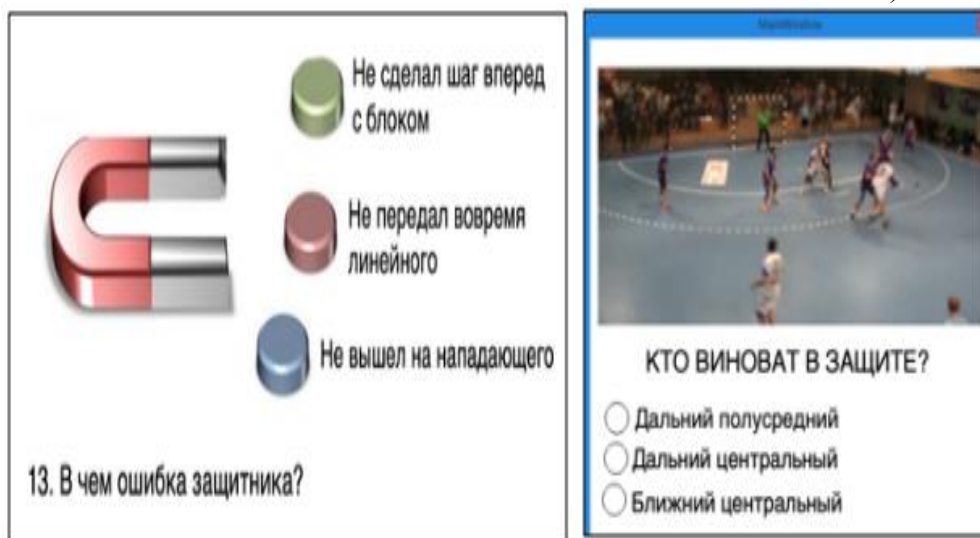 Не сделал шаг вперед
с блоком
Не передал вовремя
линейного
Не вышел на нападающего
13. В чем ошибка защитника?
MainWindow
КТО ВИНОВАТ В ЗАЩИТЕ?
Дальний полусредний
Дальний центральный
Ближний центральный